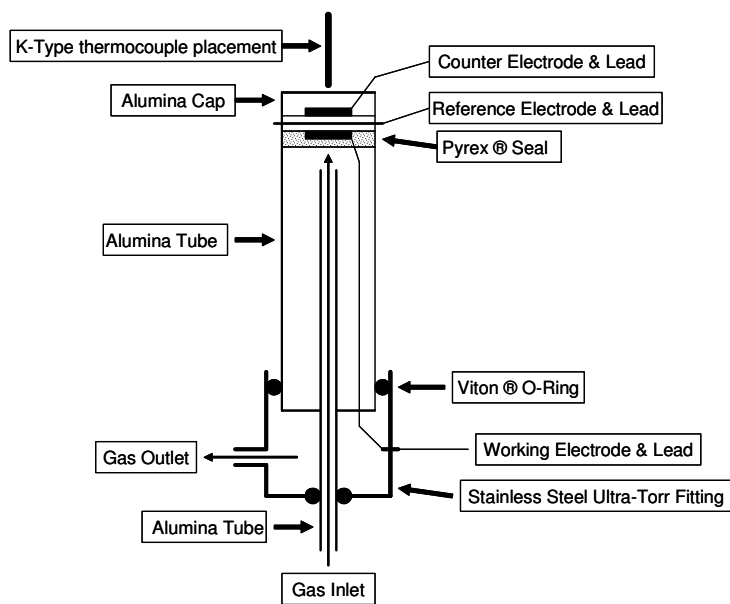 K-Type thermocouple placement
Counter Electrode & Lead
Alumina Cap
Reference Electrode & Lead
Pyrex ® Seal
Alumina Tube
Viton ® O-Ring
Gas Outlet
Working Electrode & Lead
Stainless Steel Ultra-Torr Fitting
Alumina Tube
Gas Inlet